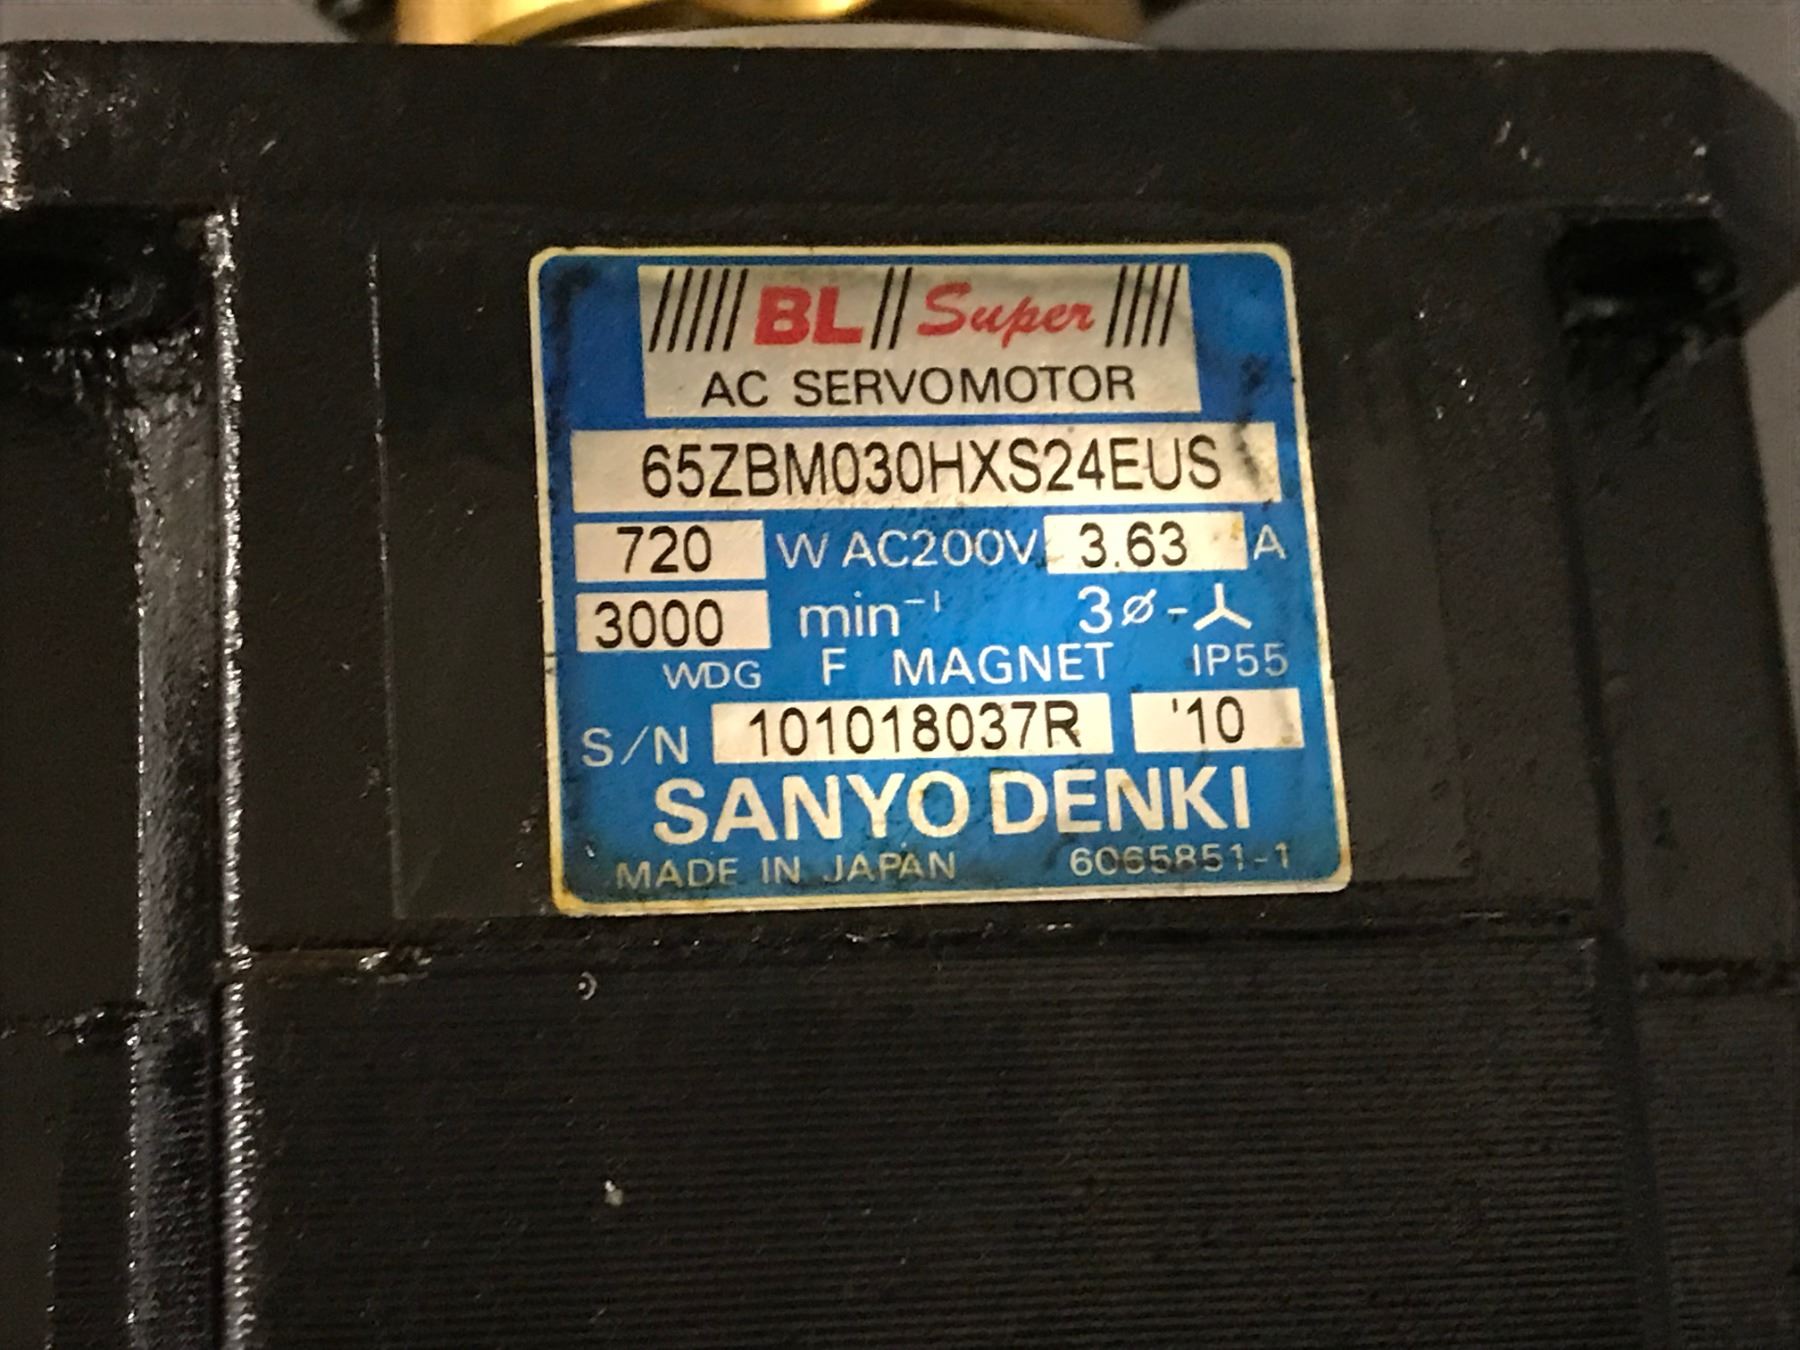 BL Super
AC SERVOMOTOR
65ZBM030HXS24EUS
720 W AC200V 3.63 A
3000 min⁻¹ 3ø-⅄
WDG F MAGNET IP55
S/N 101018037R '10
SANYO DENKI
MADE IN JAPAN 6065851-1